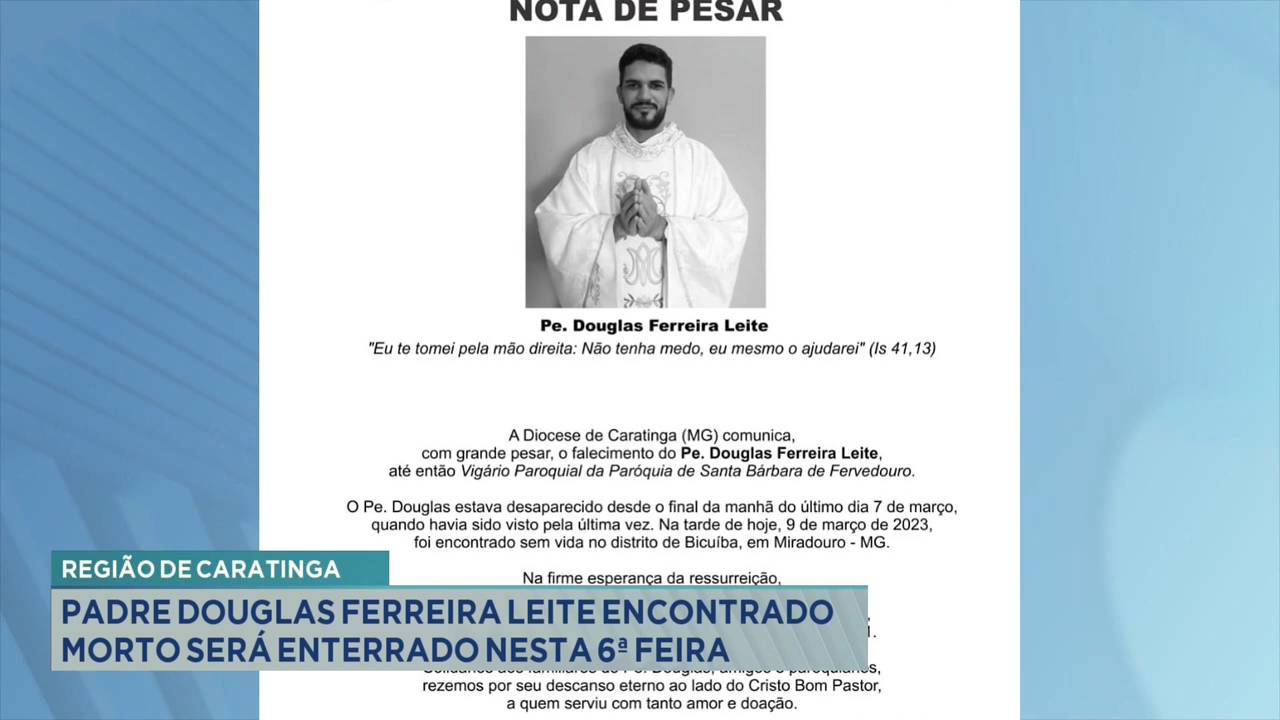 NOTA DE PESAR
Pe. Douglas Ferreira Leite
"Eu te tomei pela mão direita: Não tenha medo, eu mesmo o ajudarei" (Is 41,13)
A Diocese de Caratinga (MG) comunica,
com grande pesar, o falecimento do Pe. Douglas Ferreira Leite,
até então Vigário Paroquial da Paróquia de Santa Bárbara de Fervedouro.
O Pe. Douglas estava desaparecido desde o final da manhã do último dia 7 de março,
quando havia sido visto pela última vez. Na tarde de hoje, 9 de março de 2023,
foi encontrado sem vida no distrito de Bicuíba, em Miradouro - MG.
Na firme esperança da ressurreição,
REGIÃO DE CARATINGA
PADRE DOUGLAS FERREIRA LEITE ENCONTRADO
MORTO SERÁ ENTERRADO NESTA 6ª FEIRA
rezemos por seu descanso eterno ao lado do Cristo Bom Pastor,
a quem serviu com tanto amor e doação.